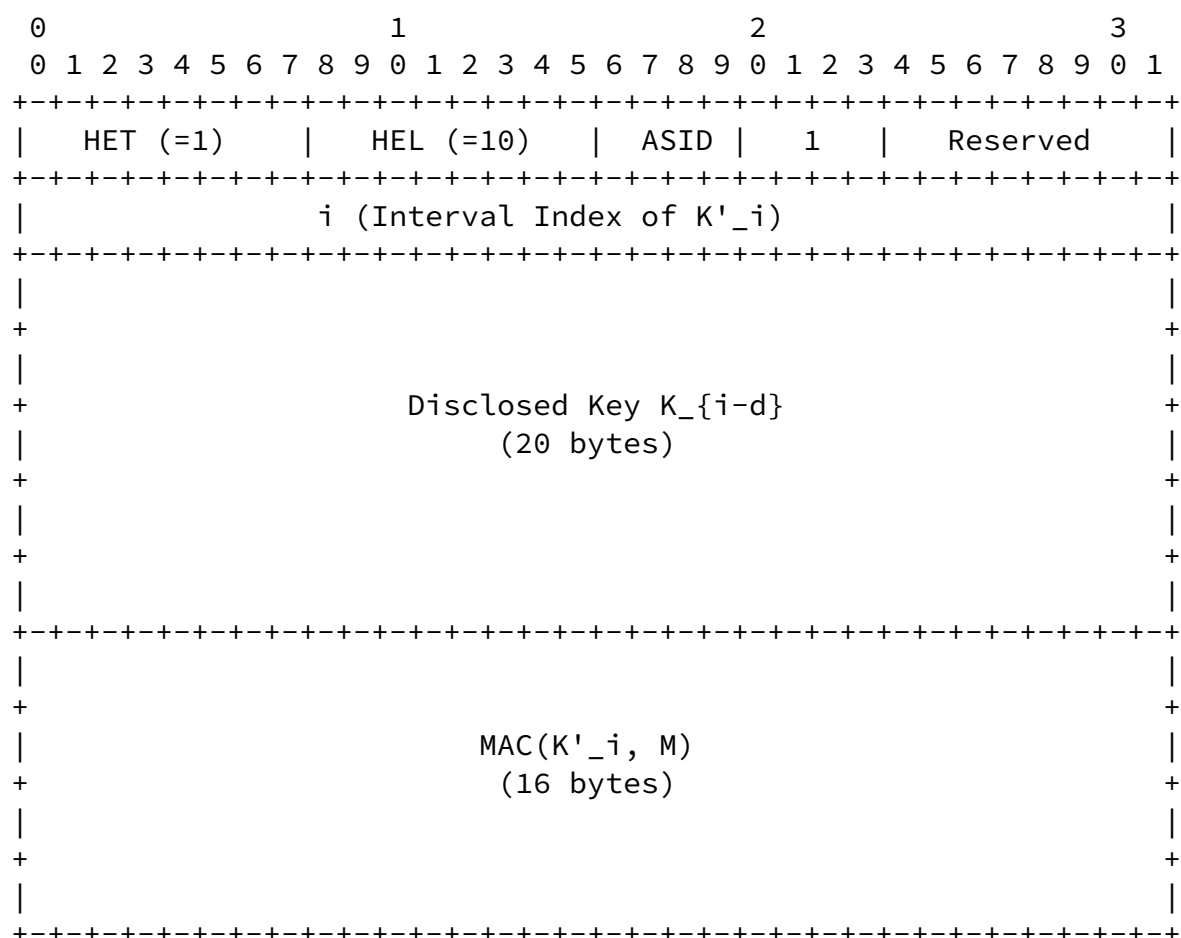 0                   1                   2                   3
 0 1 2 3 4 5 6 7 8 9 0 1 2 3 4 5 6 7 8 9 0 1 2 3 4 5 6 7 8 9 0 1
+-+-+-+-+-+-+-+-+-+-+-+-+-+-+-+-+-+-+-+-+-+-+-+-+-+-+-+-+-+-+-+-+
|   HET (=1)    |   HEL (=10)   |  ASID |   1   |   Reserved    |
+-+-+-+-+-+-+-+-+-+-+-+-+-+-+-+-+-+-+-+-+-+-+-+-+-+-+-+-+-+-+-+-+
|                i (Interval Index of K'_i)                     |
+-+-+-+-+-+-+-+-+-+-+-+-+-+-+-+-+-+-+-+-+-+-+-+-+-+-+-+-+-+-+-+-+
|                                                               |
+                                                               +
|                                                               |
+                     Disclosed Key K_{i-d}                     +
|                          (20 bytes)                           |
+                                                               +
|                                                               |
+                                                               +
|                                                               |
+-+-+-+-+-+-+-+-+-+-+-+-+-+-+-+-+-+-+-+-+-+-+-+-+-+-+-+-+-+-+-+-+
|                                                               |
+                                                               +
|                         MAC(K'_i, M)                          |
+                          (16 bytes)                           +
|                                                               |
+                                                               +
|                                                               |
+-+-+-+-+-+-+-+-+-+-+-+-+-+-+-+-+-+-+-+-+-+-+-+-+-+-+-+-+-+-+-+-+